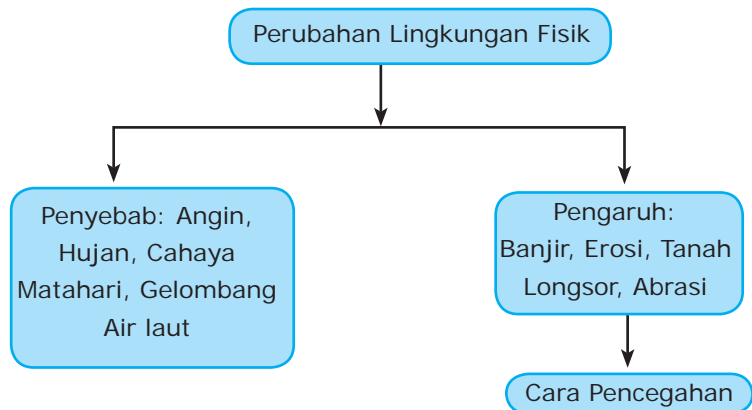 Perubahan Lingkungan Fisik
Penyebab: Angin,
Hujan, Cahaya
Matahari, Gelombang
Air laut
Pengaruh:
Banjir, Erosi, Tanah
Longsor, Abrasi
Cara Pencegahan